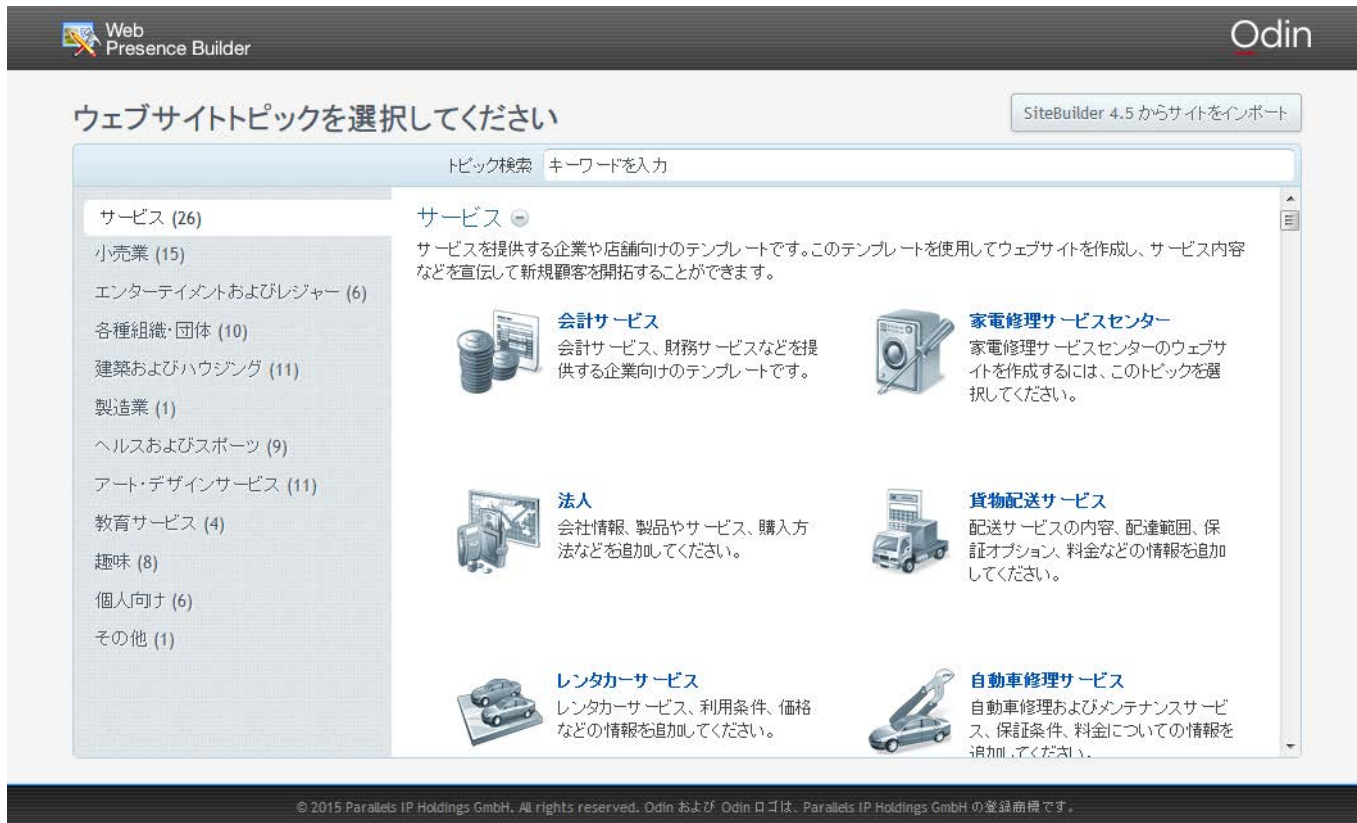 Web
Presence Builder
Odin
ウェブサイトトピックを選択してください
SiteBuilder 4.5 からサイトをインポート
トピック検索 キーワードを入力
サービス (26)
小売業 (15)
エンターテイメントおよびレジャー (6)
各種組織・団体 (10)
建築およびハウジング (11)
製造業 (1)
ヘルスおよびスポーツ (9)
アート・デザインサービス (11)
教育サービス (4)
趣味 (8)
個人向け (6)
その他 (1)
サービス
サービスを提供する企業や店舗向けのテンプレートです。このテンプレートを使用してウェブサイトを作成し、サービス内容
などを宣伝して新規顧客を開拓することができます。
会計サービス
会計サービス、財務サービスなどを提
供する企業向けのテンプレートです。
家電修理サービスセンター
家電修理サービスセンターのウェブサ
イトを作成するには、このトピックを選
択してください。
法人
会社情報、製品やサービス、購入方
法などを追加してください。
貨物配送サービス
配送サービスの内容、配達範囲、保
証オプション、料金などの情報を追加
してください。
レンタカーサービス
レンタカーサービス、利用条件、価格
などの情報を追加してください。
自動車修理サービス
自動車修理およびメンテナンスサービ
ス、保証条件、料金についての情報を
追加してください。
© 2015 Parallels IP Holdings GmbH. All rights reserved. Odin および Odin ロゴは、Parallels IP Holdings GmbH の登録商標です。